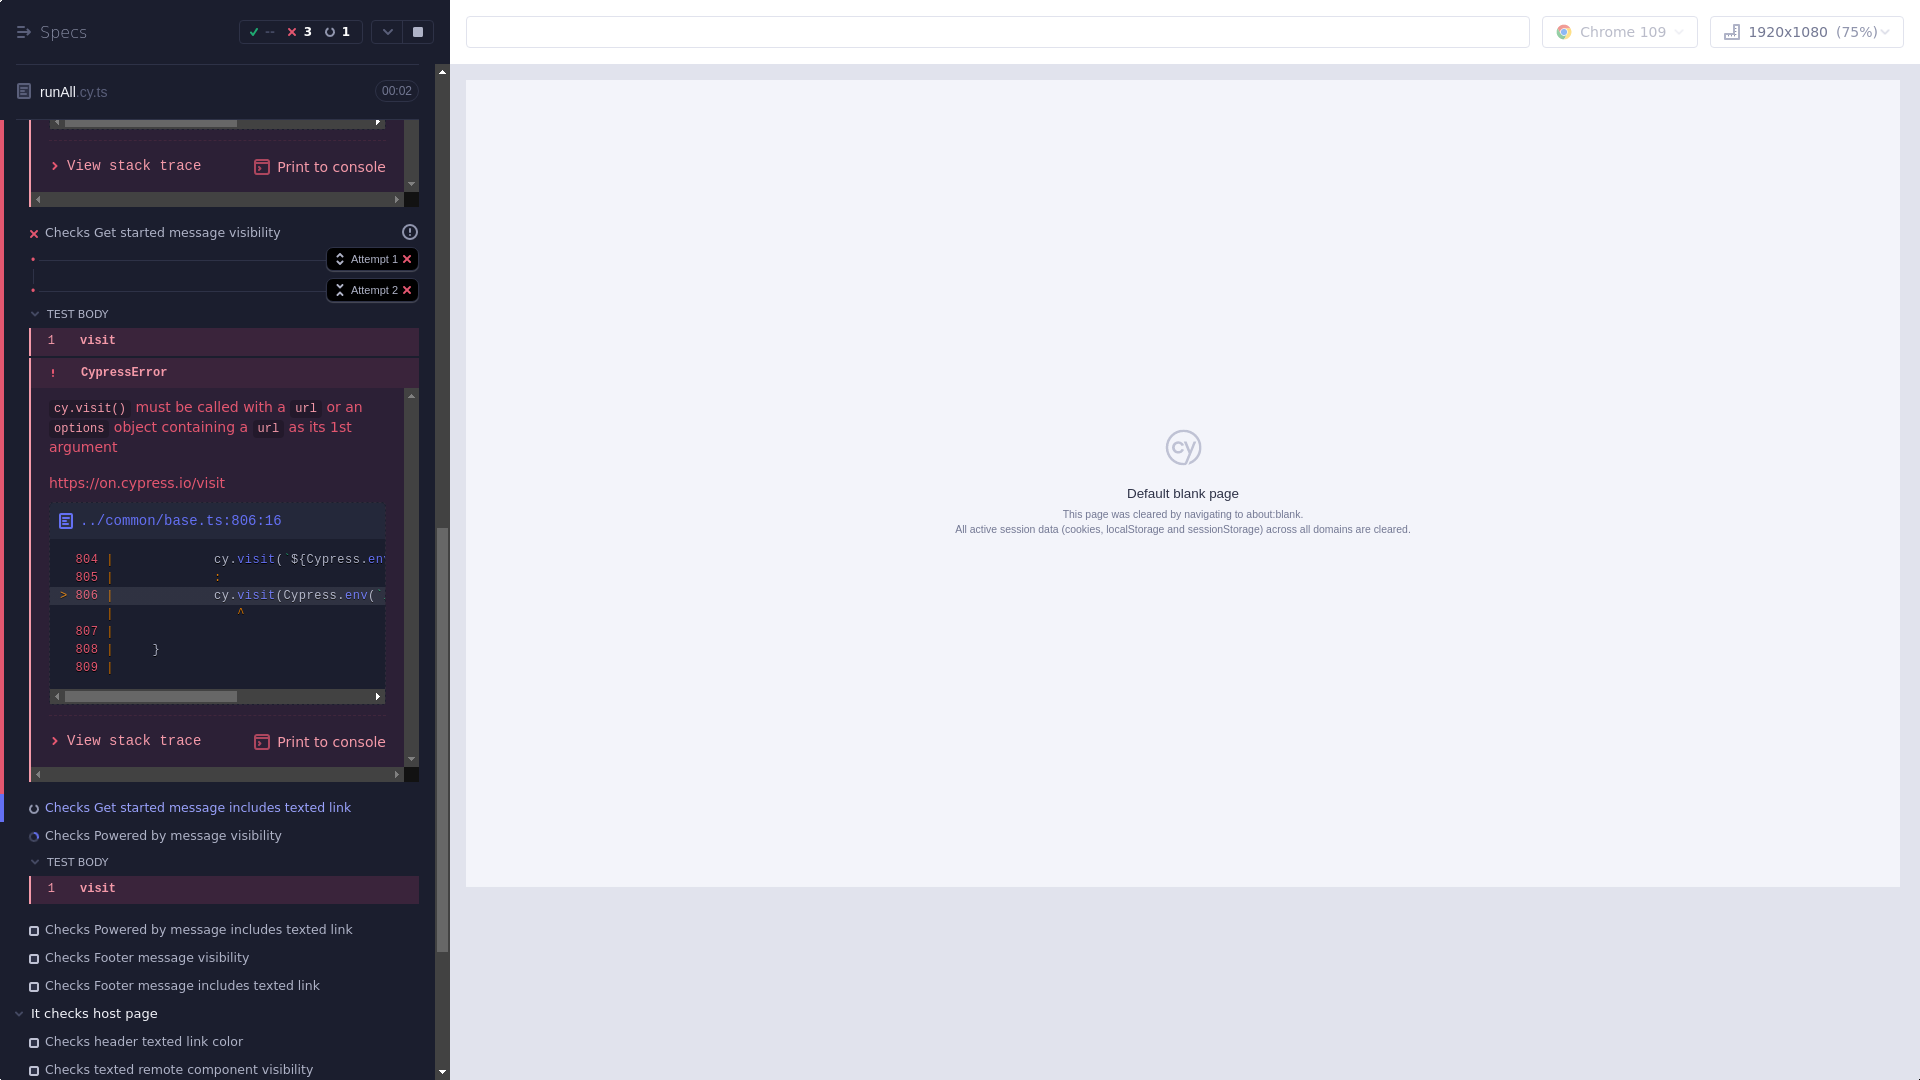 Specs
-- 3 1
Chrome 109
1920x1080 (75%)
runAll.cy.ts 00:02
View stack trace Print to console
Checks Get started message visibility
Attempt 1
Attempt 2
TEST BODY
1 visit
! CypressError
cy.visit() must be called with a url or an
options object containing a url as its 1st
argument
https://on.cypress.io/visit
../common/base.ts:806:16
804 | cy.visit(`${Cypress.env
805 | :
> 806 | cy.visit(Cypress.env(`
| ^
807 |
808 | }
809 |
View stack trace Print to console
Checks Get started message includes texted link
Checks Powered by message visibility
TEST BODY
1 visit
Checks Powered by message includes texted link
Checks Footer message visibility
Checks Footer message includes texted link
It checks host page
Checks header texted link color
Checks texted remote component visibility
cy
Default blank page
This page was cleared by navigating to about:blank.
All active session data (cookies, localStorage and sessionStorage) across all domains are cleared.